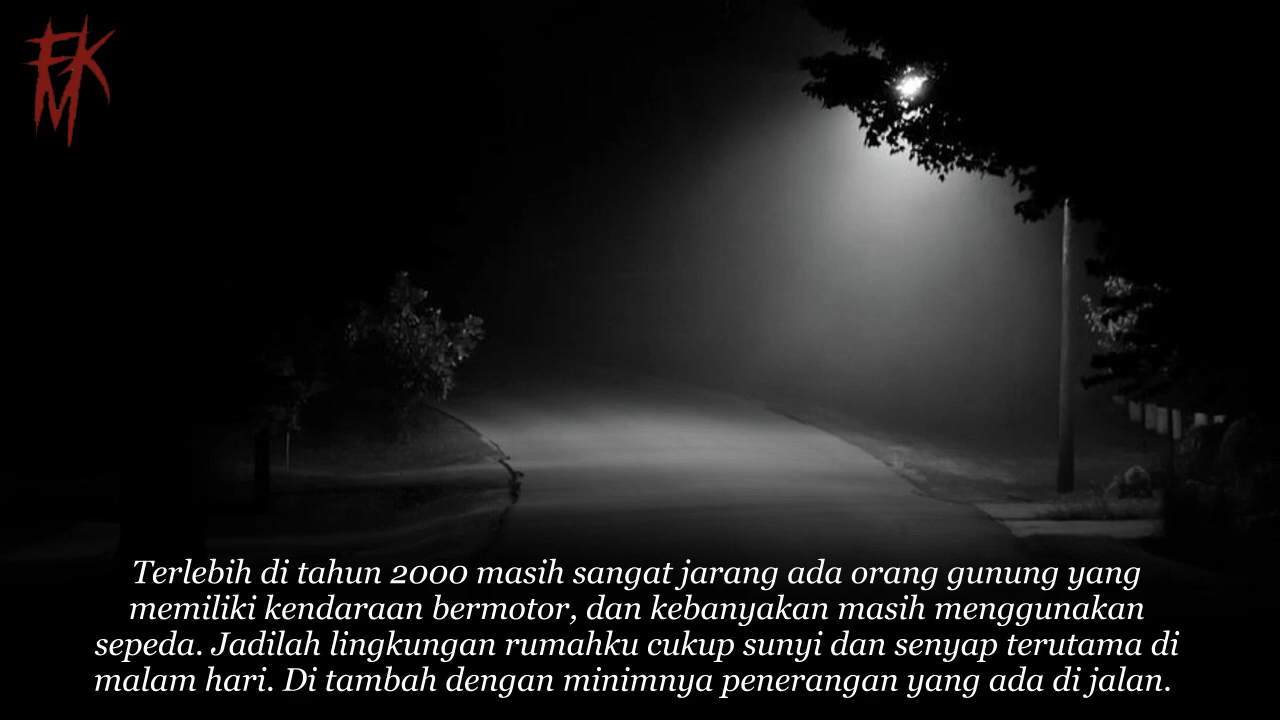 FKM
Terlebih di tahun 2000 masih sangat jarang ada orang gunung yang
memiliki kendaraan bermotor, dan kebanyakan masih menggunakan
sepeda. Jadilah lingkungan rumahku cukup sunyi dan senyap terutama di
malam hari. Di tambah dengan minimnya penerangan yang ada di jalan.